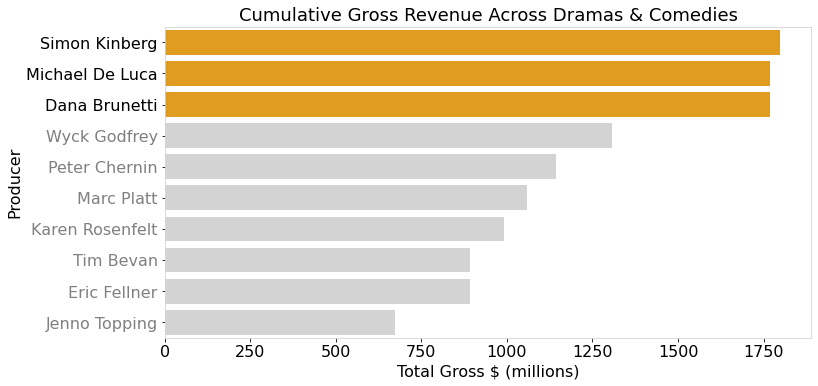 Cumulative Gross Revenue Across Dramas & Comedies
Producer
Simon Kinberg
Michael De Luca
Dana Brunetti
Wyck Godfrey
Peter Chernin
Marc Platt
Karen Rosenfelt
Tim Bevan
Eric Fellner
Jenno Topping
0 250 500 750 1000 1250 1500 1750
Total Gross $ (millions)